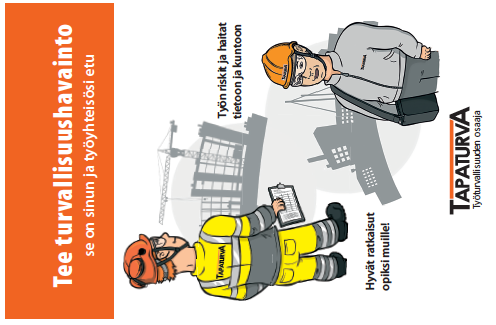 Tee turvallisuushavainto
se on sinun ja työyhteisösi etu
Työn riskit ja haitat
tietoon ja kuntoon
Hyvät ratkaisut
opiksi muille!
TAPATURVA
TAPATURVA
Työturvallisuuden osaaja